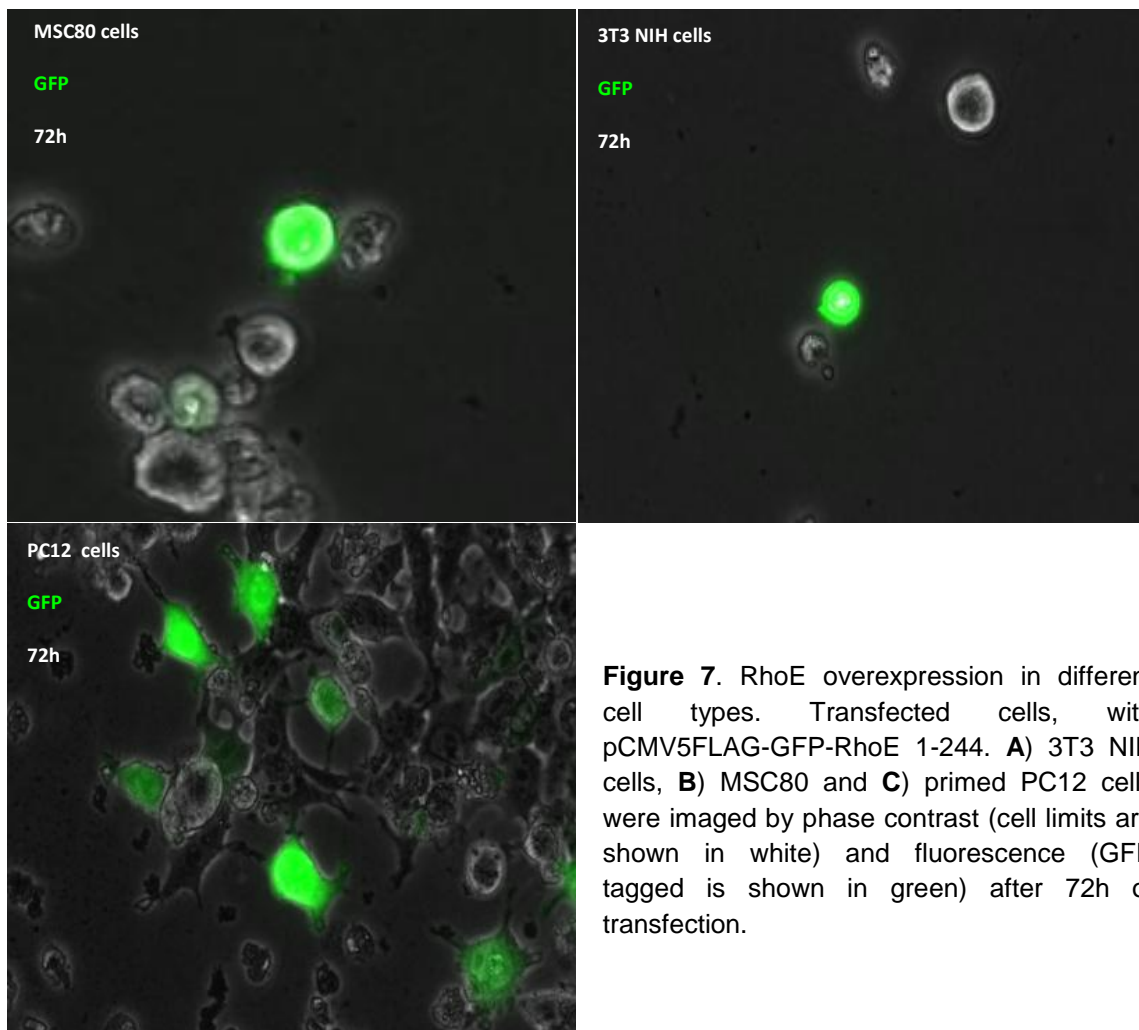 MSC80 cells
GFP
72h
3T3 NIH cells
GFP
72h
PC12 cells
GFP
72h
Figure 7. RhoE overexpression in differen
cell types. Transfected cells, wit
pCMV5FLAG-GFP-RhoE 1-244. A) 3T3 NIH
cells, B) MSC80 and C) primed PC12 cell
were imaged by phase contrast (cell limits ar
shown in white) and fluorescence (GFP
tagged is shown in green) after 72h o
transfection.